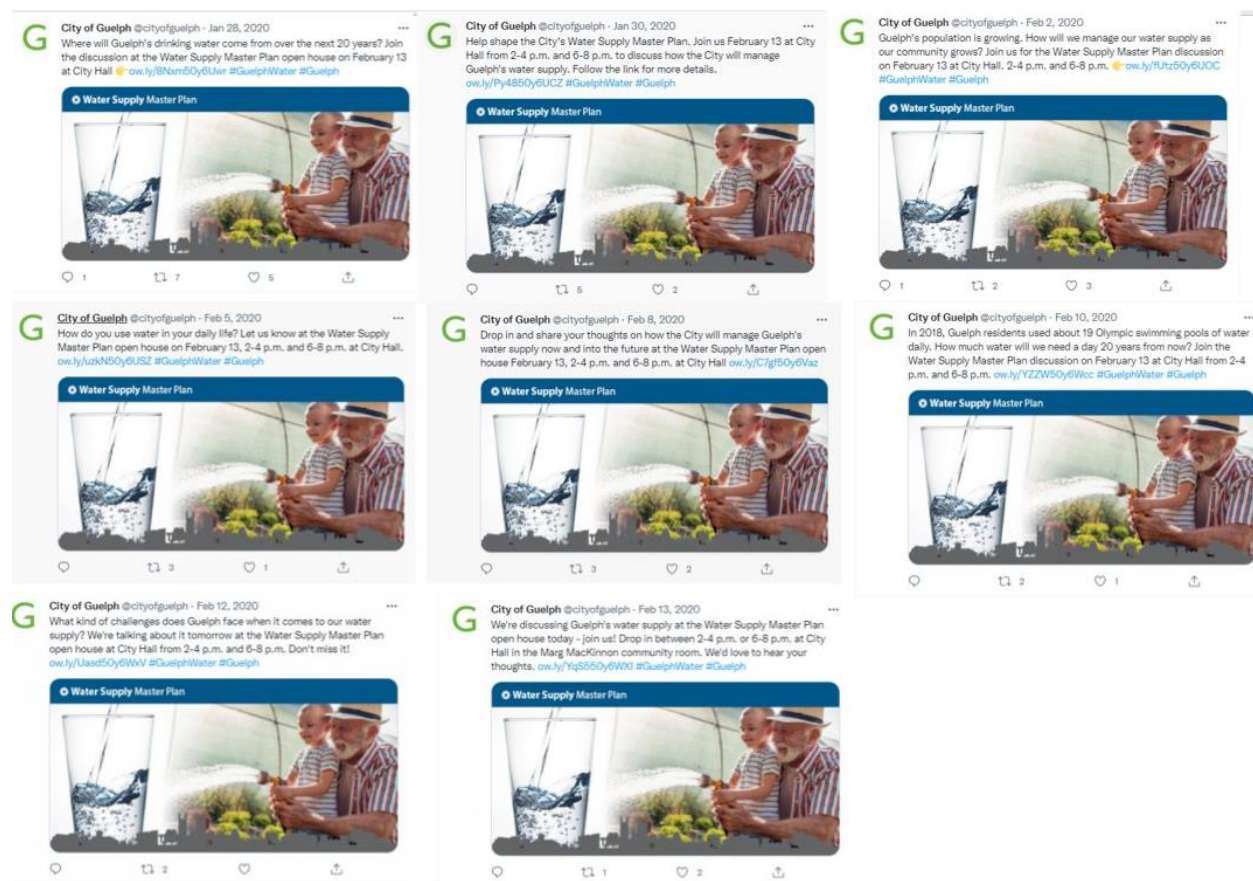 City of Guelph @cityofguelph · Jan 28, 2020
Where will Guelph's drinking water come from over the next 20 years? Join
the discussion at the Water Supply Master Plan open house on February 13
at City Hall 👉 ow.ly/8Nxm50y6Uwr #GuelphWater #Guelph
Water Supply Master Plan
1 7 5
City of Guelph @cityofguelph · Jan 30, 2020
Help shape the City's Water Supply Master Plan. Join us February 13 at City
Hall from 2-4 p.m. and 6-8 p.m. to discuss how the City will manage
Guelph's water supply. Follow the link for more details.
ow.ly/Py4850y6UCZ #GuelphWater #Guelph
Water Supply Master Plan
5 2
City of Guelph @cityofguelph · Feb 2, 2020
Guelph's population is growing. How will we manage our water supply as
our community grows? Join us for the Water Supply Master Plan discussion
on February 13 at City Hall. 2-4 p.m. and 6-8 p.m. 👉 ow.ly/fUtz50y6UOC
#GuelphWater #Guelph
Water Supply Master Plan
1 2 3
City of Guelph @cityofguelph · Feb 5, 2020
How do you use water in your daily life? Let us know at the Water Supply
Master Plan open house on February 13, 2-4 p.m. and 6-8 p.m. at City Hall.
ow.ly/uzkN50y6USZ #GuelphWater #Guelph
Water Supply Master Plan
3 1
City of Guelph @cityofguelph · Feb 8, 2020
Drop in and share your thoughts on how the City will manage Guelph's
water supply now and into the future at the Water Supply Master Plan open
house February 13, 2-4 p.m. and 6-8 p.m. at City Hall ow.ly/C7gf50y6Vaz
Water Supply Master Plan
3 2
City of Guelph @cityofguelph · Feb 10, 2020
In 2018, Guelph residents used about 19 Olympic swimming pools of water
daily. How much water will we need a day 20 years from now? Join the
Water Supply Master Plan discussion on February 13 at City Hall from 2-4
p.m. and 6-8 p.m. ow.ly/YZZW50y6Wcc #GuelphWater #Guelph
Water Supply Master Plan
2 1
City of Guelph @cityofguelph · Feb 12, 2020
What kind of challenges does Guelph face when it comes to our water
supply? We're talking about it tomorrow at the Water Supply Master Plan
open house at City Hall from 2-4 p.m. and 6-8 p.m. Don't miss it!
ow.ly/Uasd50y6WxV #GuelphWater #Guelph
Water Supply Master Plan
2
City of Guelph @cityofguelph · Feb 13, 2020
We're discussing Guelph's water supply at the Water Supply Master Plan
open house today - join us! Drop in between 2-4 p.m. or 6-8 p.m. at City
Hall in the Marg MacKinnon community room. We'd love to hear your
thoughts. ow.ly/YqS550y6WXI #GuelphWater #Guelph
Water Supply Master Plan
1 2